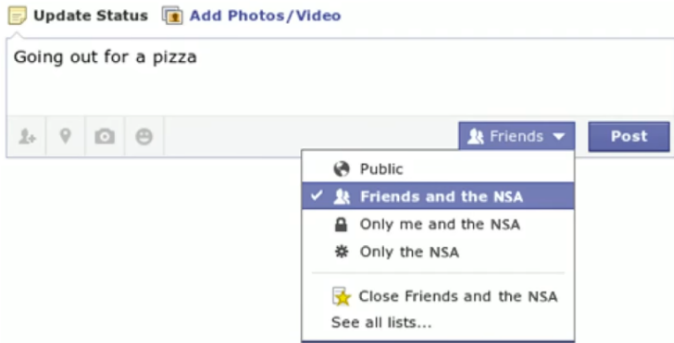 Update Status Add Photos/Video
Going out for a pizza
Friends Post
Public
Friends and the NSA
Only me and the NSA
Only the NSA
Close Friends and the NSA
See all lists...